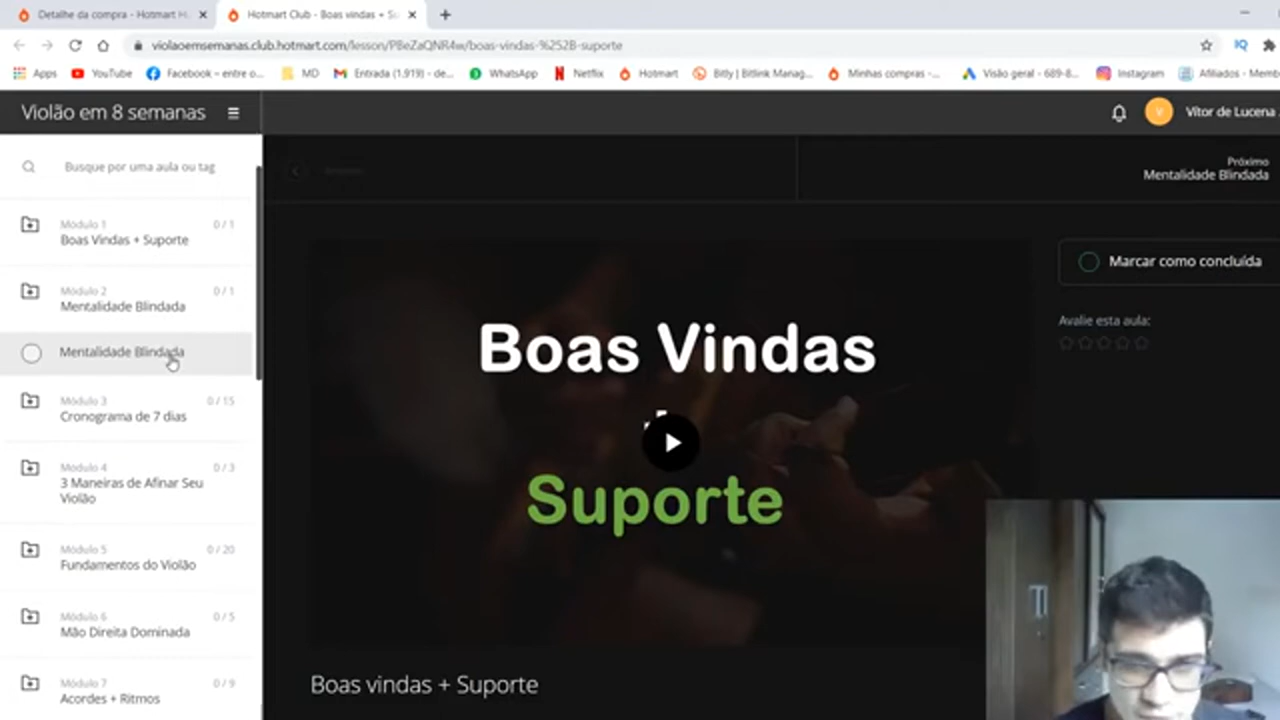 Detalhe da compra - Hotmart H
Hotmart Club - Boas vindas + Su
violaoemsemanas.club.hotmart.com/lesson/P8eZaQNR4w/boas-vindas-%252B-suporte
Apps YouTube Facebook – entre o... MD Entrada (1.919) - de... WhatsApp Netflix Hotmart Bitly | Bitlink Manag... Minhas compras -... Visão geral - 689-8... Instagram Afiliados - Memb
Violão em 8 semanas
Vítor de Lucena
Busque por uma aula ou tag
Próximo
Mentalidade Blindada
Módulo 1 0 / 1
Boas Vindas + Suporte
Módulo 2 0 / 1
Mentalidade Blindada
Mentalidade Blindada
Módulo 3 0 / 15
Cronograma de 7 dias
Módulo 4 0 / 3
3 Maneiras de Afinar Seu
Violão
Módulo 5 0 / 20
Fundamentos do Violão
Módulo 6 0 / 5
Mão Direita Dominada
Módulo 7 0 / 9
Acordes + Ritmos
Boas Vindas
+
Suporte
Marcar como concluída
Avalie esta aula:
Boas vindas + Suporte